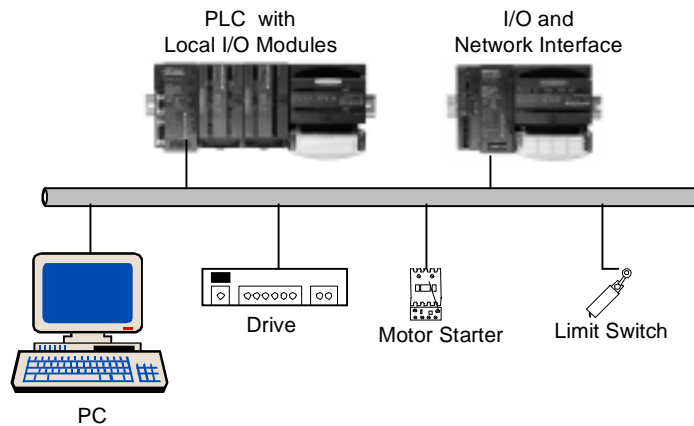 PLC with
Local I/O Modules
I/O and
Network Interface
Drive
Motor Starter
Limit Switch
PC